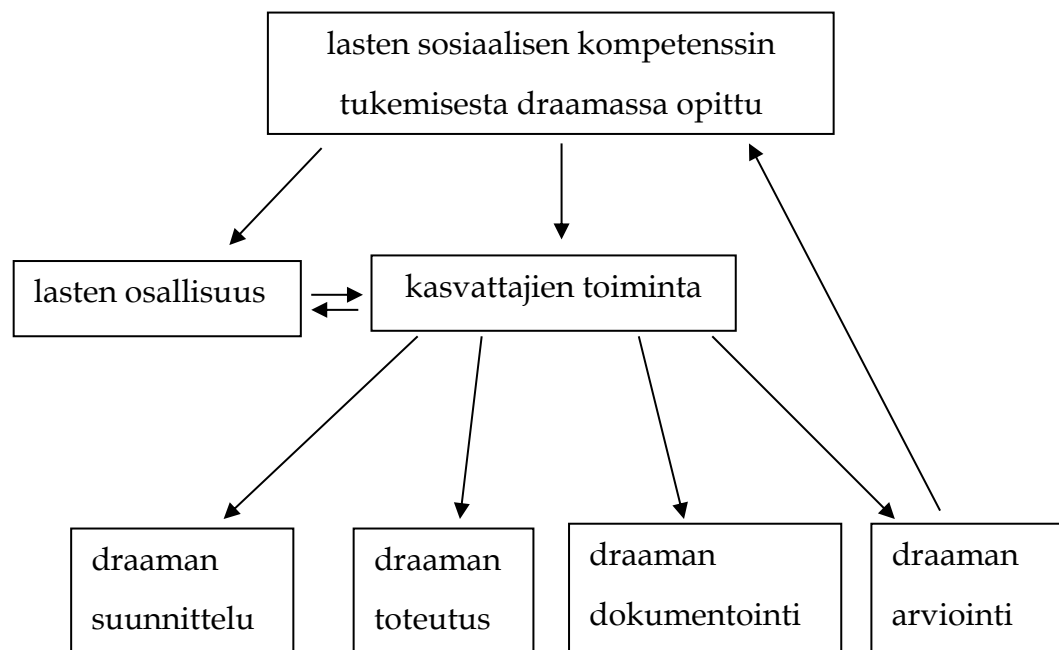 lasten sosiaalisen kompetenssin
tukemisesta draamassa opittu
lasten osallisuus
kasvattajien toiminta
draaman
suunnittelu
draaman
toteutus
draaman
dokumentointi
draaman
arviointi